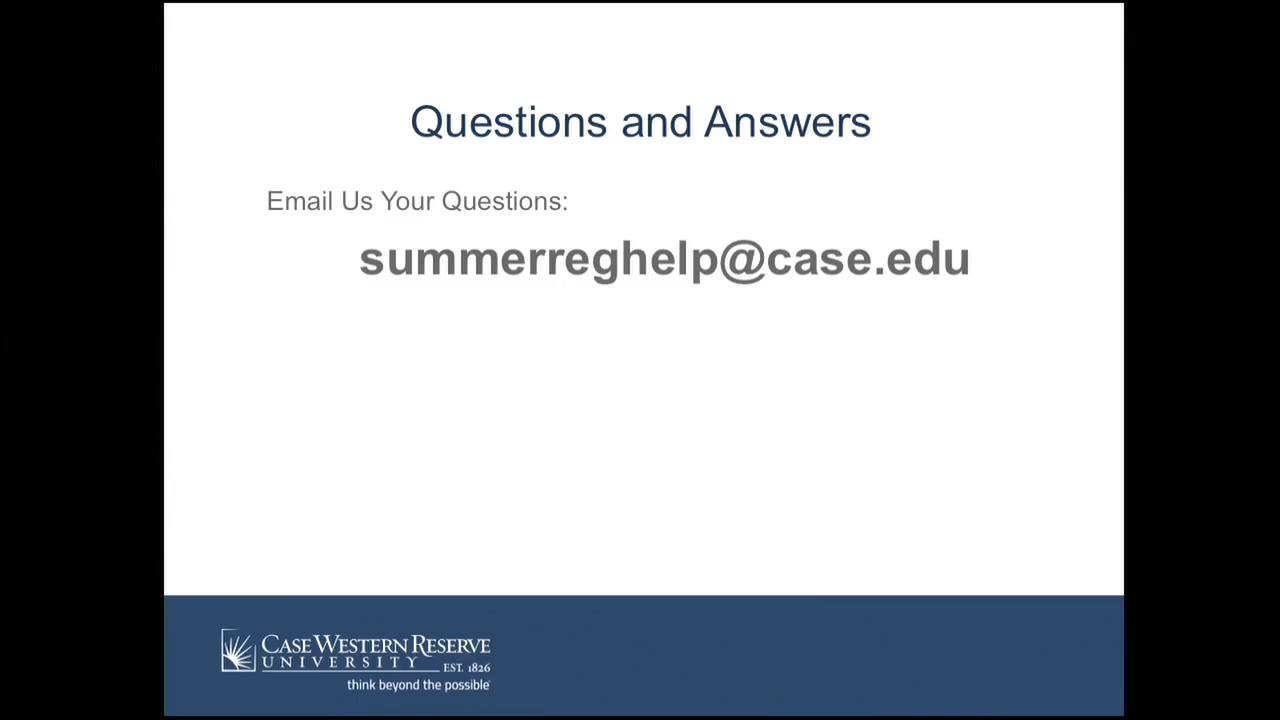 Questions and Answers
Email Us Your Questions:
summerreghelp@case.edu
CASE WESTERN RESERVE
UNIVERSITY EST. 1826
think beyond the possible